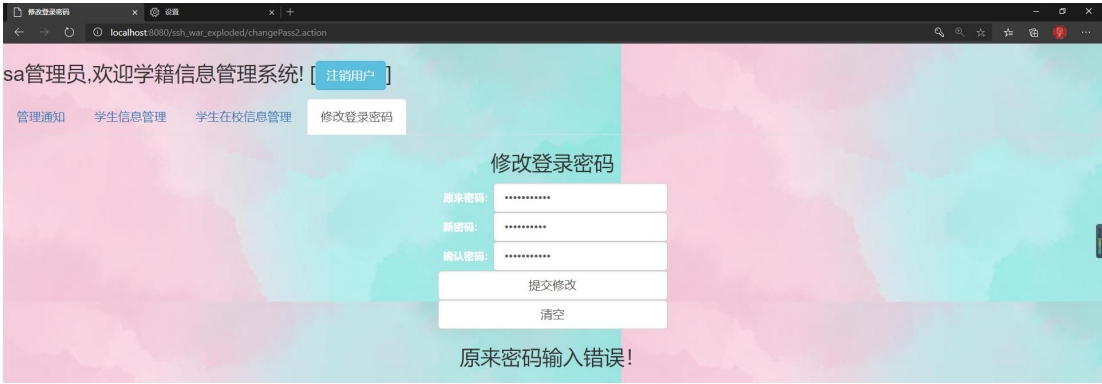 修改登录密码
设置
localhost:8080/ssh_war_exploded/changePass2.action
sa管理员,欢迎学籍信息管理系统! [ 注销用户 ]
管理通知 学生信息管理 学生在校信息管理 修改登录密码
修改登录密码
原来密码: •••••••••••
新密码: ••••••••••
确认密码: •••••••••••
提交修改
清空
原来密码输入错误！